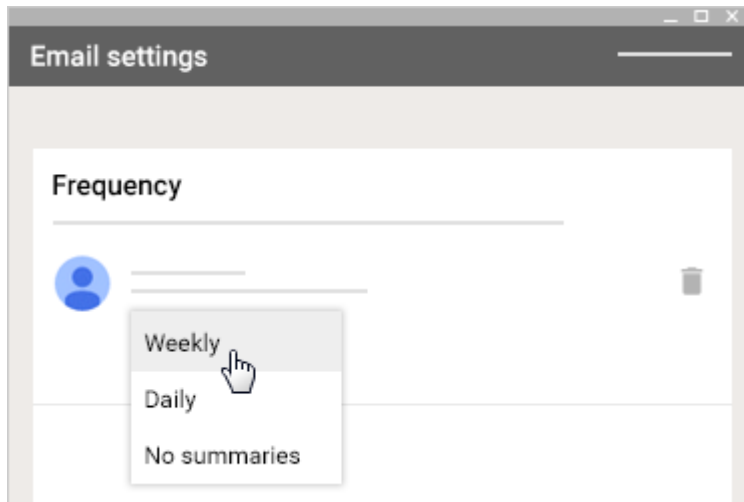 Email settings
Frequency
Weekly
Daily
No summaries